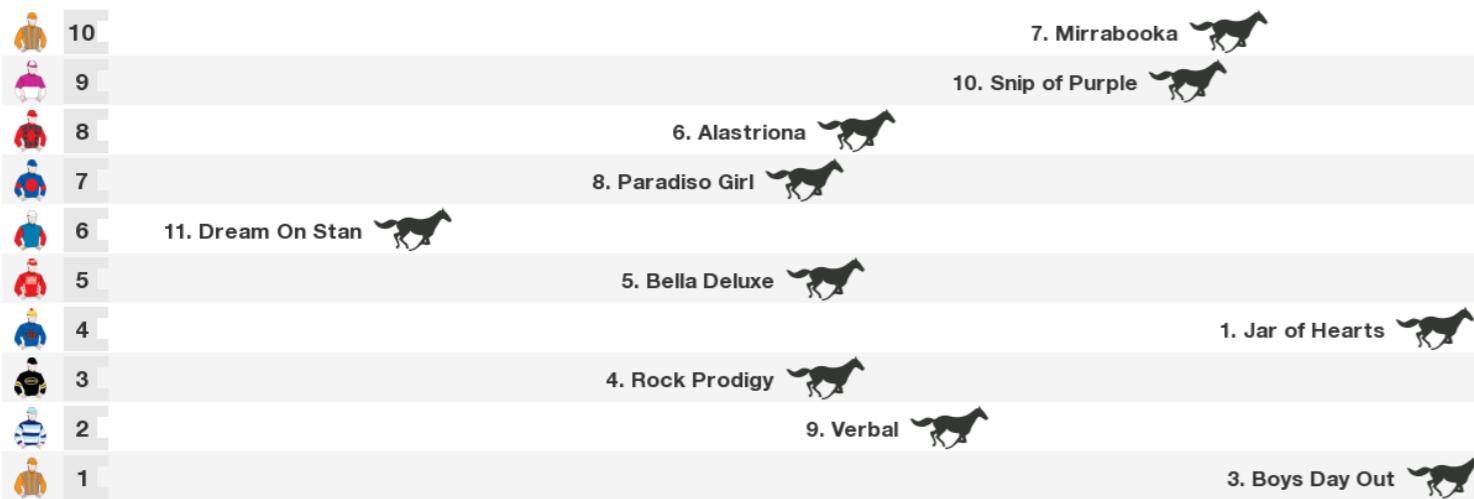 10 7. Mirrabooka
9 10. Snip of Purple
8 6. Alastriona
7 8. Paradiso Girl
6 11. Dream On Stan
5 5. Bella Deluxe
4 1. Jar of Hearts
3 4. Rock Prodigy
2 9. Verbal
1 3. Boys Day Out